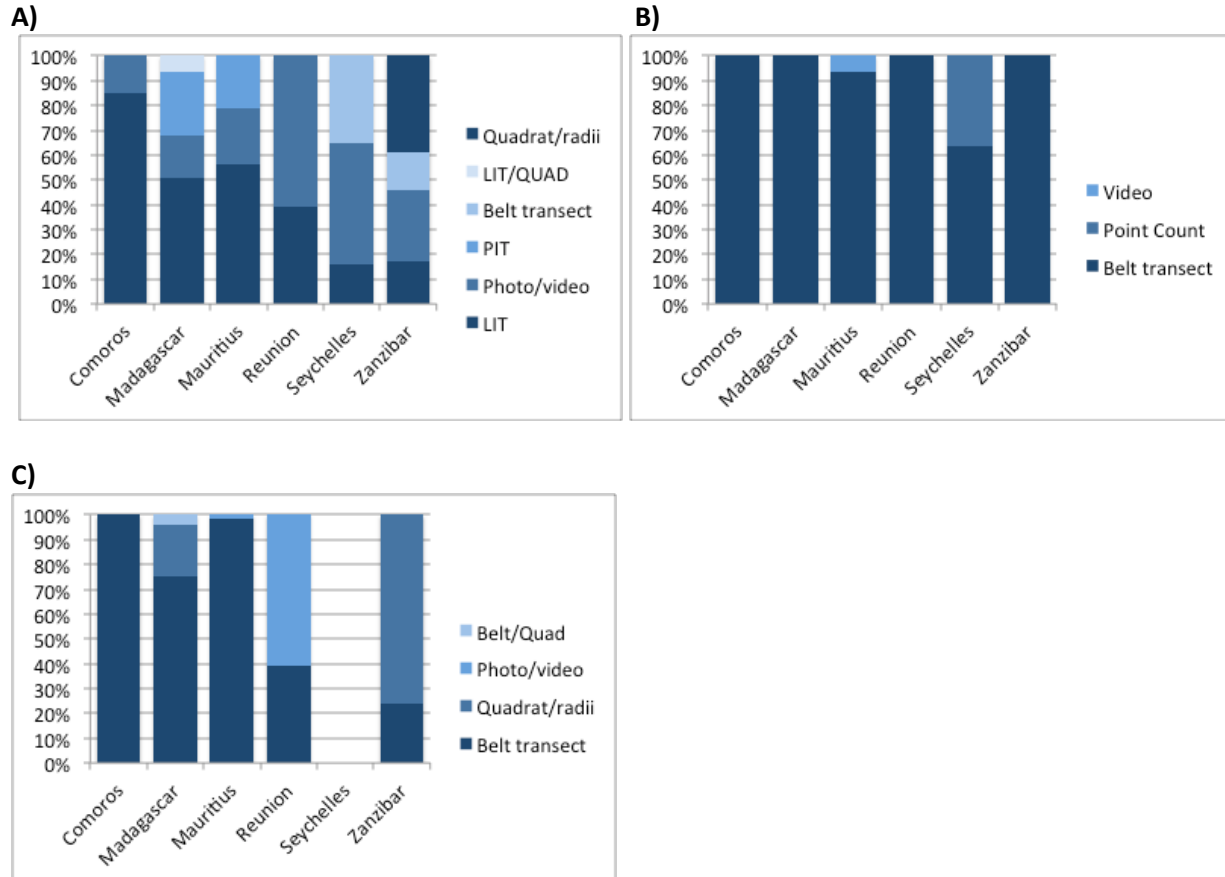 A)
100%
90%
80%
70%
60%
50%
40%
30%
20%
10%
0%
Comoros
Madagascar
Mauritius
Reunion
Seychelles
Zanzibar
Quadrat/radii
LIT/QUAD
Belt transect
PIT
Photo/video
LIT
B)
100%
90%
80%
70%
60%
50%
40%
30%
20%
10%
0%
Comoros
Madagascar
Mauritius
Reunion
Seychelles
Zanzibar
Video
Point Count
Belt transect
C)
100%
90%
80%
70%
60%
50%
40%
30%
20%
10%
0%
Comoros
Madagascar
Mauritius
Reunion
Seychelles
Zanzibar
Belt/Quad
Photo/video
Quadrat/radii
Belt transect